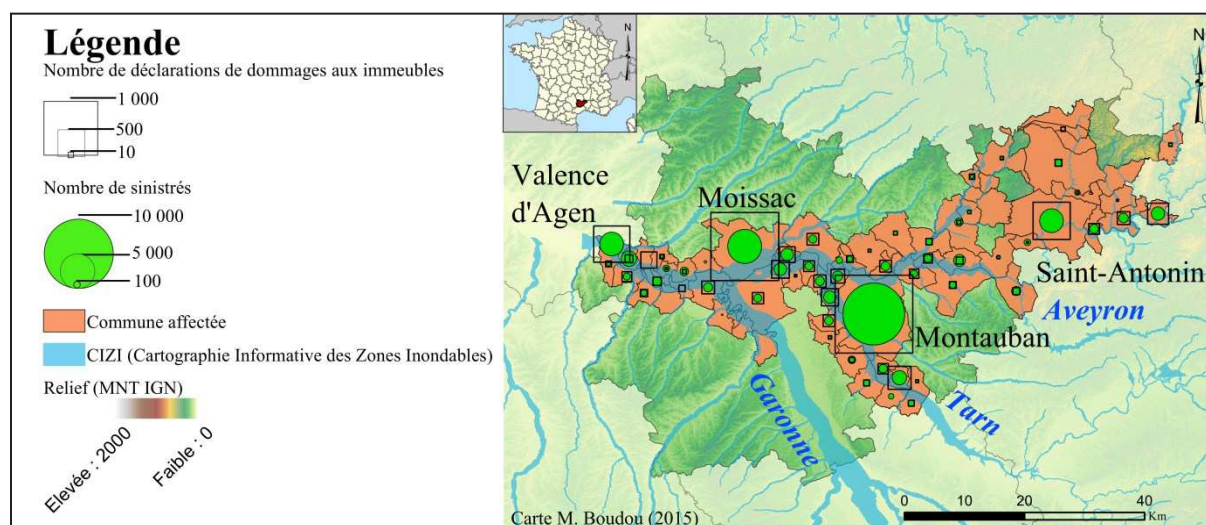 Légende
Nombre de déclarations de dommages aux immeubles
1 000
500
10
Nombre de sinistrés
10 000
5 000
100
Commune affectée
CIZI (Cartographie Informative des Zones Inondables)
Relief (MNT IGN)
Elevée : 2000
Faible : 0
N
N
Valence
d'Agen
Moissac
Saint-Antonin
Aveyron
Montauban
Garonne
Tarn
0 20 40
Km
Carte M. Boudou (2015)